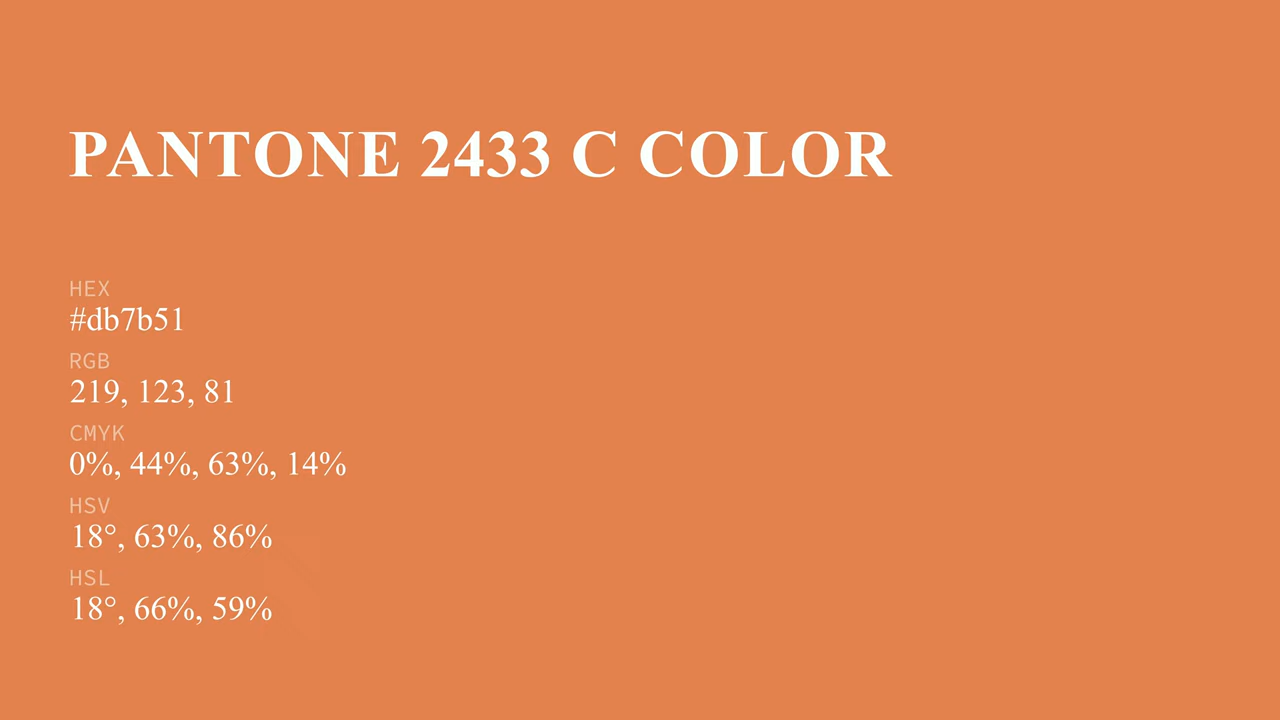 PANTONE 2433 C COLOR
HEX
#db7b51
RGB
219, 123, 81
CMYK
0%, 44%, 63%, 14%
HSV
18°, 63%, 86%
HSL
18°, 66%, 59%